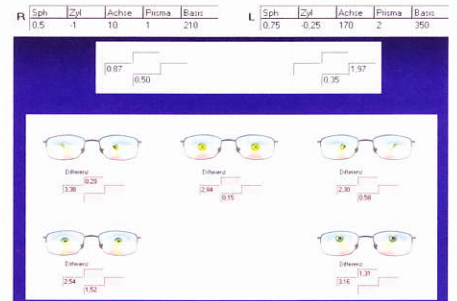 R Sph Zyl Achse Prisma Basis L Sph Zyl Achse Prisma Basis
0.5 -1 10 1 210 0.75 -0.25 170 2 350
0.87 1.97
0.50 0.35
Differenz Differenz Differenz
0.28
3.38 2.84 2.30
0.15 0.58
Differenz Differenz
1.31
2.54 3.16
1.52